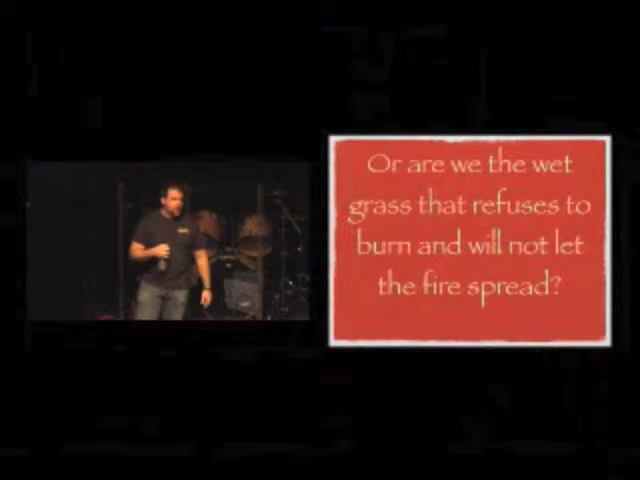 Or are we the wet
grass that refuses to
burn and will not let
the fire spread?